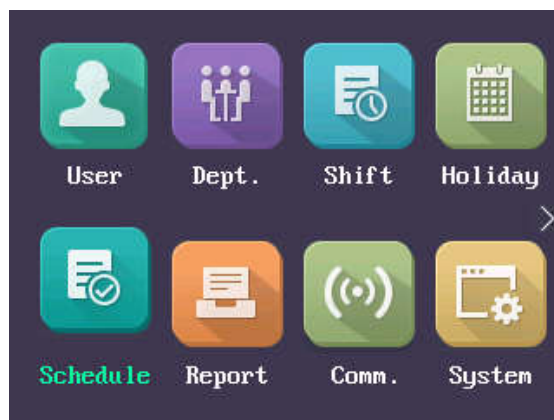 User Dept. Shift Holiday
Schedule Report Comm. System